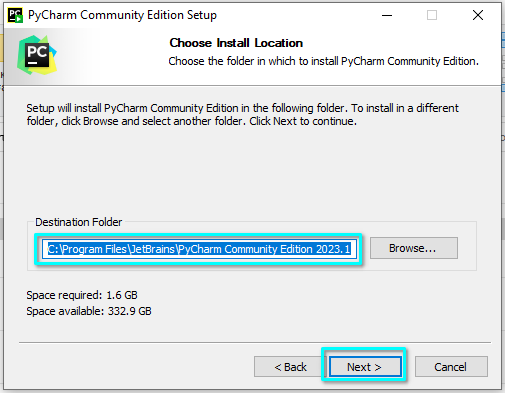 PyCharm Community Edition Setup
PC
Choose Install Location
Choose the folder in which to install PyCharm Community Edition.
Setup will install PyCharm Community Edition in the following folder. To install in a different
folder, click Browse and select another folder. Click Next to continue.
Destination Folder
C:\Program Files\JetBrains\PyCharm Community Edition 2023.1
Browse...
Space required: 1.6 GB
Space available: 332.9 GB
< Back
Next >
Cancel